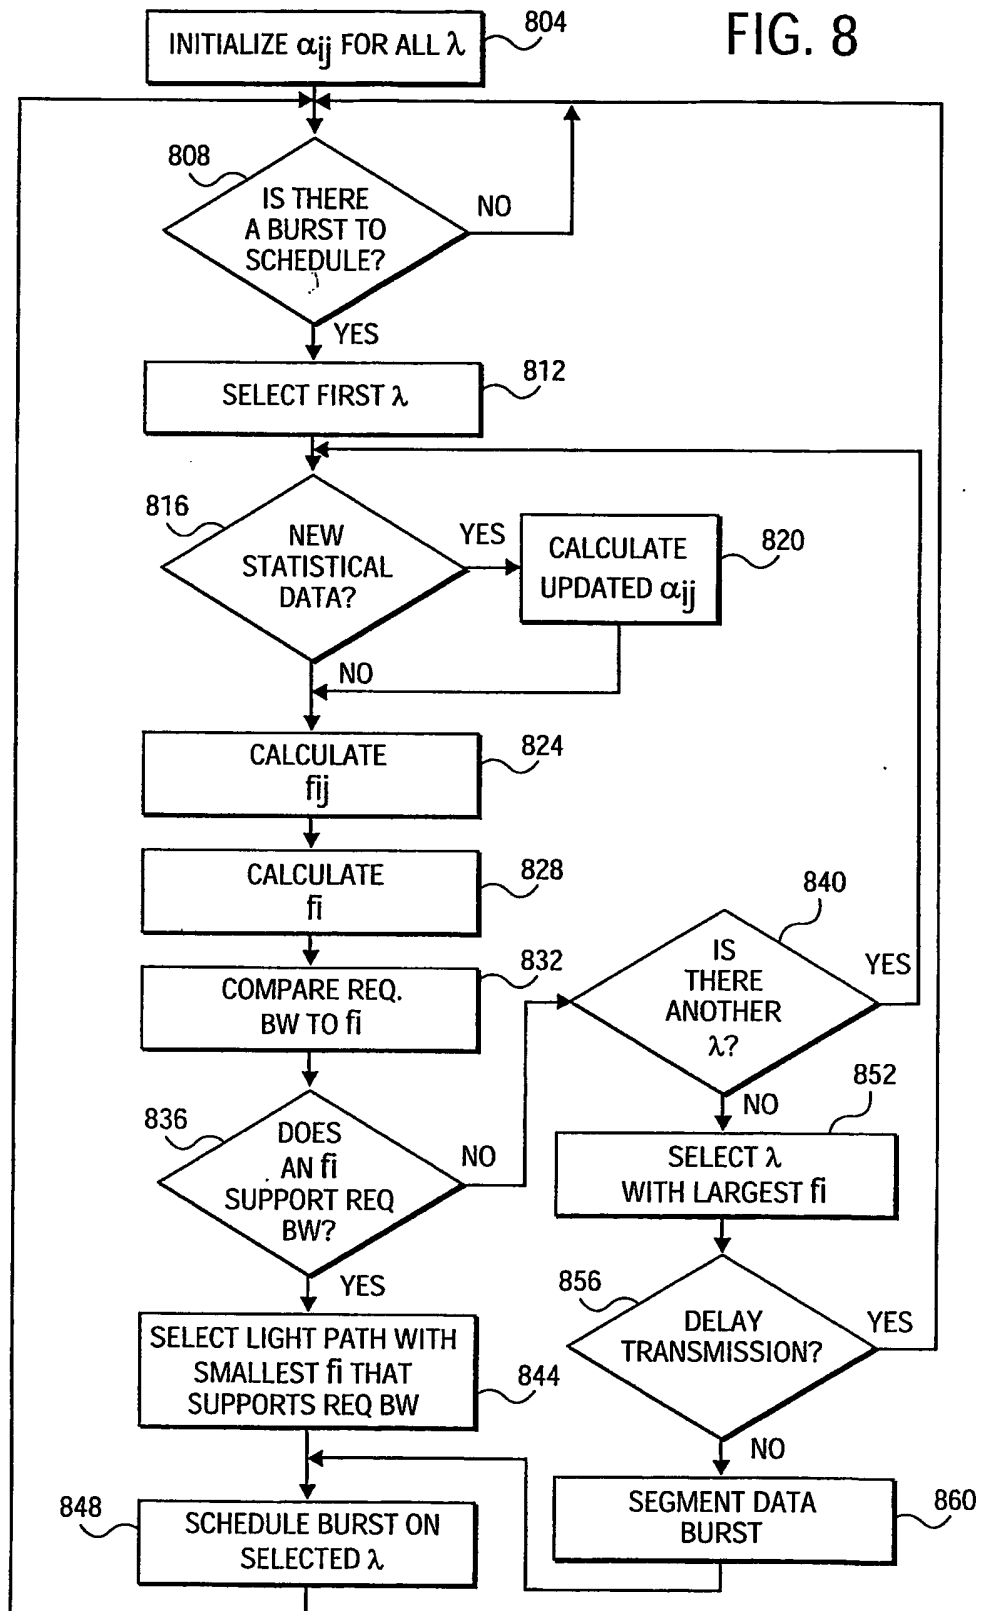 FIG. 8
INITIALIZE αij FOR ALL λ
804
808
IS THERE
A BURST TO
SCHEDULE?
NO
YES
SELECT FIRST λ
812
816
NEW
STATISTICAL
DATA?
YES
CALCULATE
UPDATED αij
820
NO
CALCULATE
fij
824
CALCULATE
fi
828
COMPARE REQ.
BW TO fi
832
836
DOES
AN fi
SUPPORT REQ
BW?
NO
YES
840
IS
THERE
ANOTHER
λ?
YES
NO
852
SELECT λ
WITH LARGEST fi
856
DELAY
TRANSMISSION?
YES
NO
SELECT LIGHT PATH WITH
SMALLEST fi THAT
SUPPORTS REQ BW
844
SEGMENT DATA
BURST
860
848
SCHEDULE BURST ON
SELECTED λ